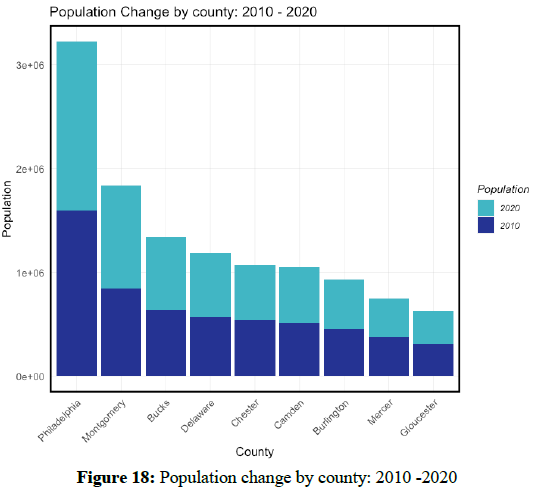 Population Change by county: 2010 - 2020
3e+06
2e+06
1e+06
0e+00
Population
Philadelphia
Montgomery
Bucks
Delaware
Chester
Camden
Burlington
Mercer
Gloucester
County
Population
2020
2010
Figure 18: Population change by county: 2010 -2020